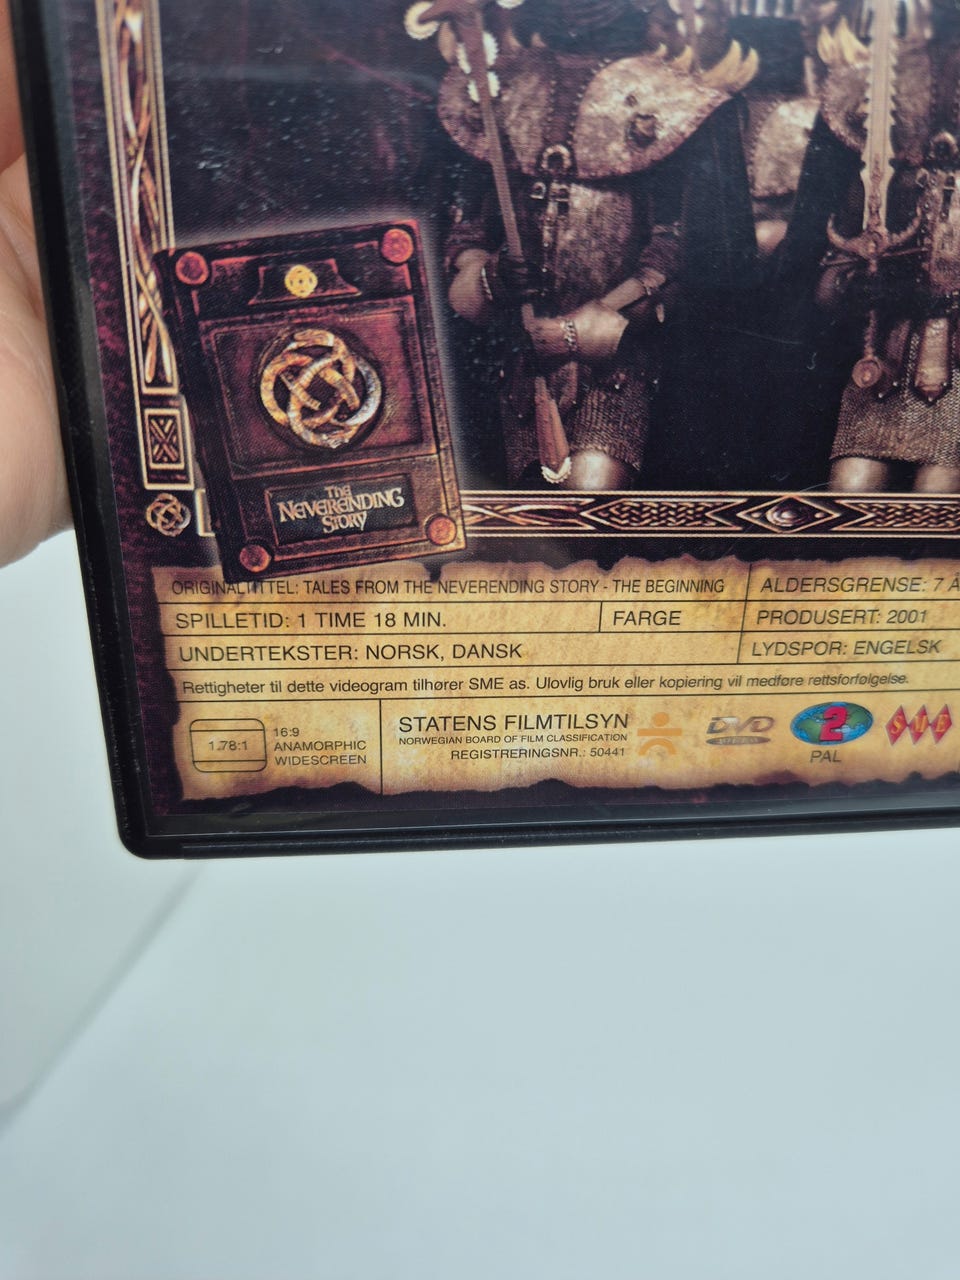 The
NEVERENDING
STORY
ORIGINALTITTEL: TALES FROM THE NEVERENDING STORY - THE BEGINNING
ALDERSGRENSE: 7 Å
SPILLETID: 1 TIME 18 MIN.
FARGE
PRODUSERT: 2001
UNDERTEKSTER: NORSK, DANSK
LYDSPOR: ENGELSK
Rettigheter til dette videogram tilhører SME as. Ulovlig bruk eller kopiering vil medføre rettsforfølgelse.
1.78:1
16:9
ANAMORPHIC
WIDESCREEN
STATENS FILMTILSYN
NORWEGIAN BOARD OF FILM CLASSIFICATION
REGISTRERINGSNR.: 50441
DVD
VIDEO
2
PAL
SME